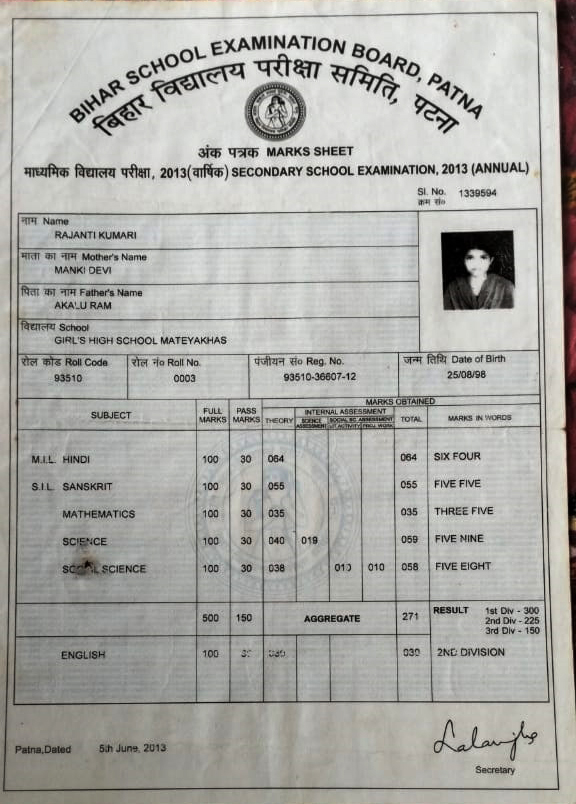 BIHAR SCHOOL EXAMINATION BOARD, PATNA
बिहार विद्यालय परीक्षा समिति, पटना
अंक पत्रक MARKS SHEET
माध्यमिक विद्यालय परीक्षा, 2013(वार्षिक) SECONDARY SCHOOL EXAMINATION, 2013 (ANNUAL)
Sl. No. 1339594
क्रम सं०
नाम Name
RAJANTI KUMARI
माता का नाम Mother's Name
MANKI DEVI
पिता का नाम Father's Name
AKALU RAM
विद्यालय School
GIRL'S HIGH SCHOOL MATEYAKHAS
रोल कोड Roll Code रोल नं० Roll No. पंजीयन सं० Reg. No. जन्म तिथि Date of Birth
93510 0003 93510-36607-12 25/08/98
MARKS OBTAINED
SUBJECT FULL MARKS PASS MARKS THEORY INTERNAL ASSESSMENT TOTAL MARKS IN WORDS
M.I.L. HINDI 100 30 064 064 SIX FOUR
S.I.L. SANSKRIT 100 30 055 055 FIVE FIVE
MATHEMATICS 100 30 035 035 THREE FIVE
SCIENCE 100 30 040 019 059 FIVE NINE
SOCIAL SCIENCE 100 30 038 010 010 058 FIVE EIGHT
500 150 AGGREGATE 271 RESULT 1st Div - 300
2nd Div - 225
3rd Div - 150
ENGLISH 100 030 2ND DIVISION
Patna,Dated 5th June, 2013
Secretary